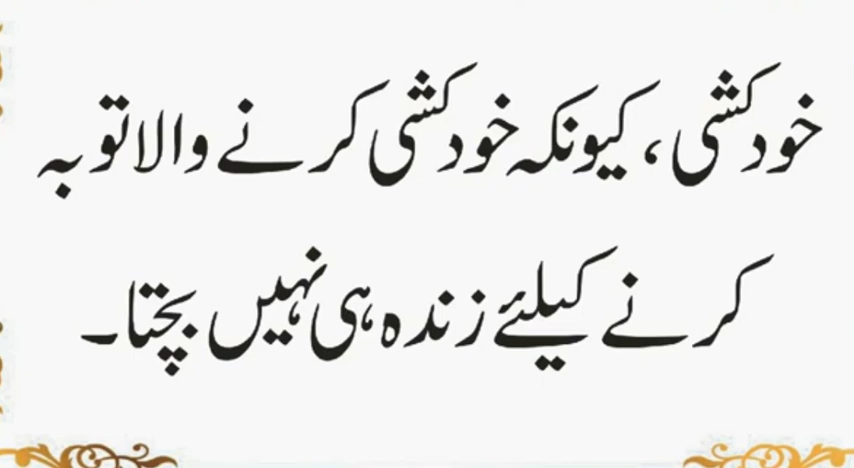 خودکشی، کیونکہ خودکشی کرنے والا توبہ
کرنے کیلئے زندہ ہی نہیں بچتا۔